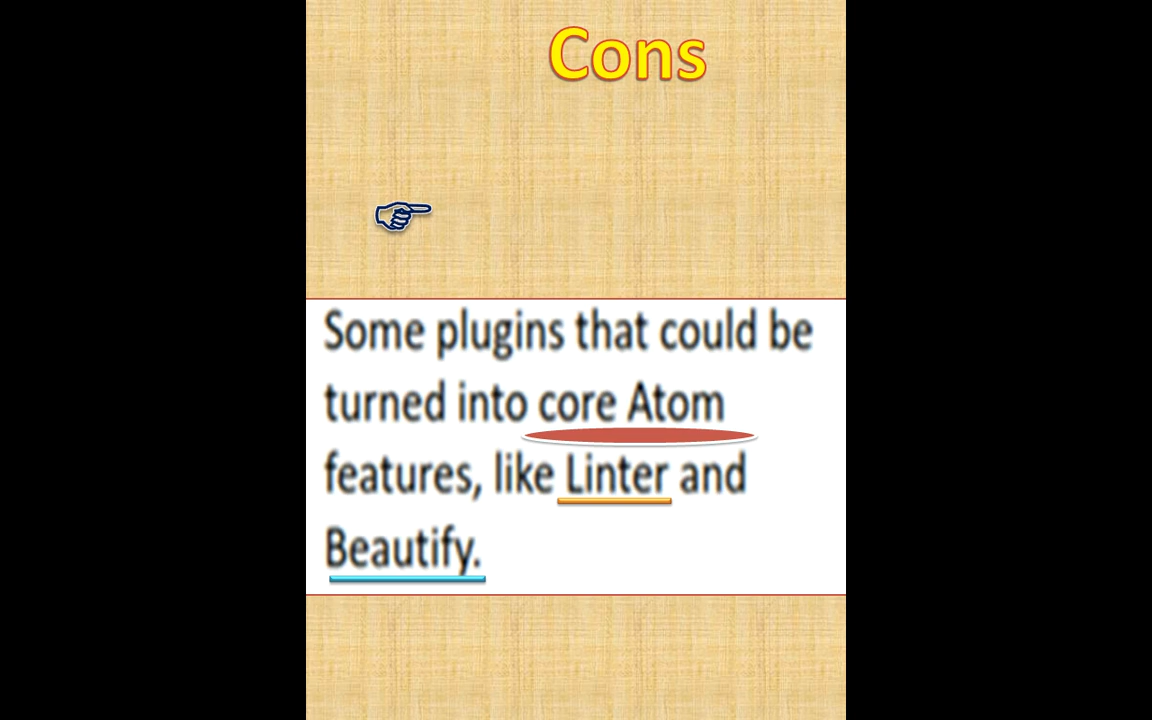 Cons
Some plugins that could be
turned into core Atom
features, like Linter and
Beautify.